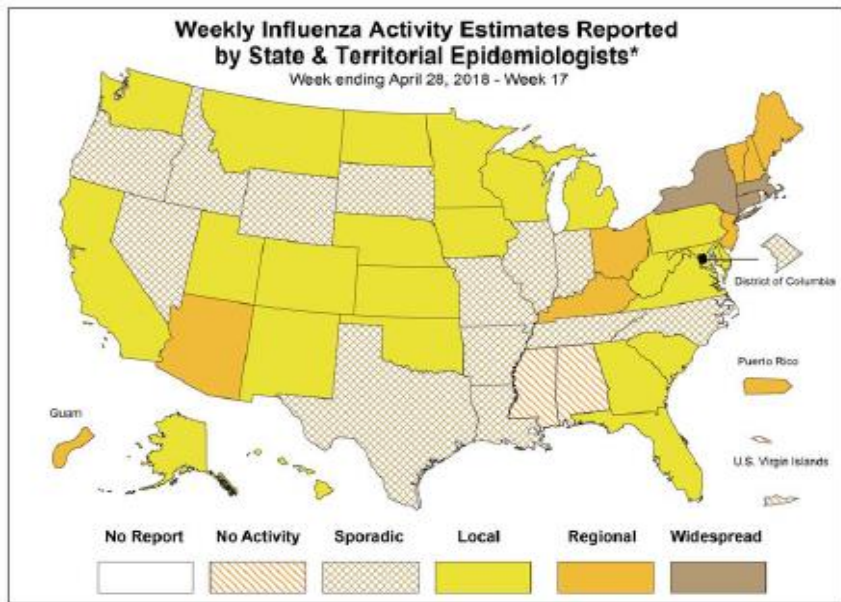 Weekly Influenza Activity Estimates Reported
by State & Territorial Epidemiologists*
Week ending April 28, 2018 - Week 17
District of Columbia
Puerto Rico
Guam
U.S. Virgin Islands
No Report No Activity Sporadic Local Regional Widespread